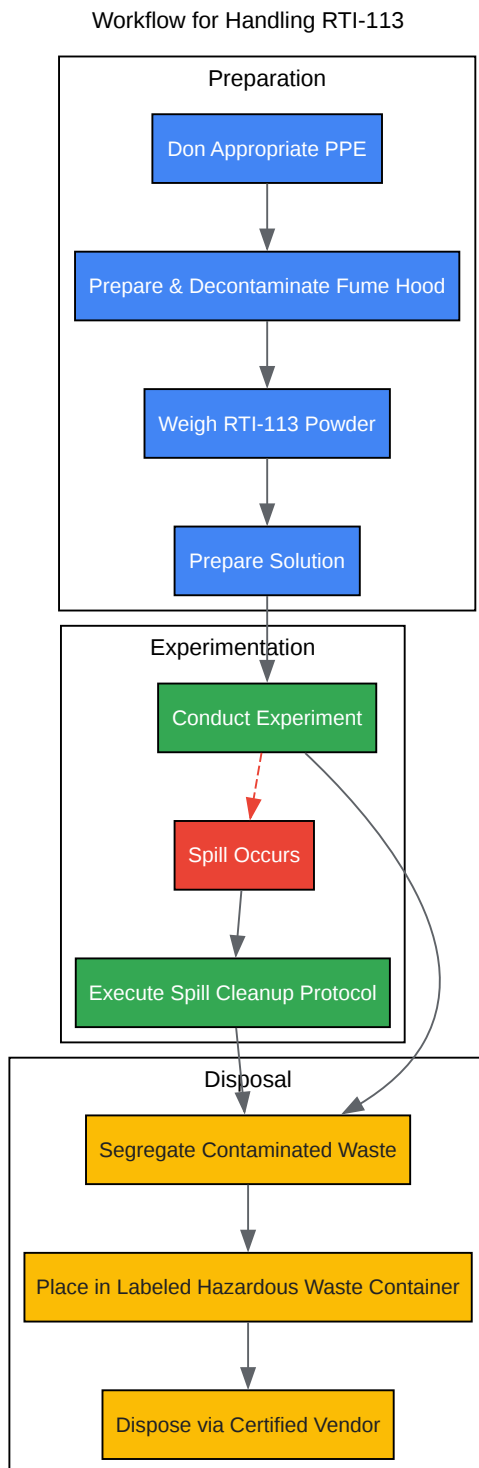 Workflow for Handling RTI-113
Preparation
Don Appropriate PPE
Prepare & Decontaminate Fume Hood
Weigh RTI-113 Powder
Prepare Solution
Experimentation
Conduct Experiment
Spill Occurs
Execute Spill Cleanup Protocol
Disposal
Segregate Contaminated Waste
Place in Labeled Hazardous Waste Container
Dispose via Certified Vendor